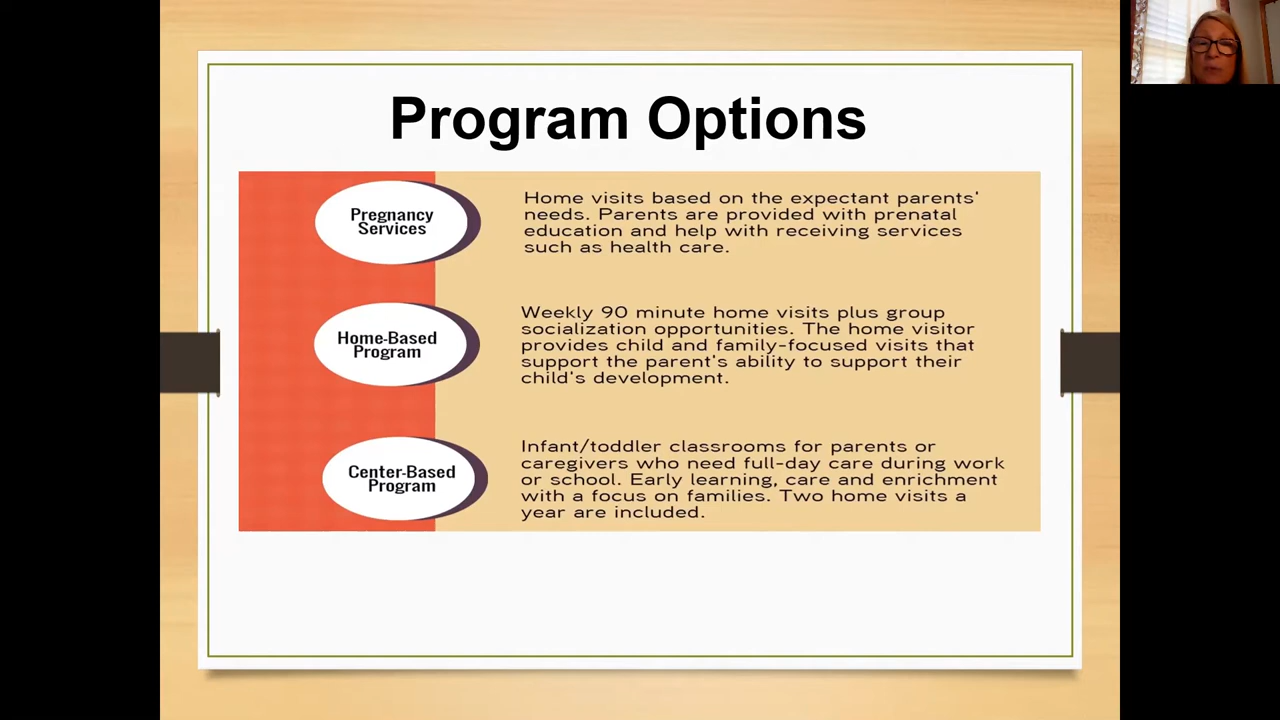 Program Options
Pregnancy
Services
Home visits based on the expectant parents'
needs. Parents are provided with prenatal
education and help with receiving services
such as health care.
Home-Based
Program
Weekly 90 minute home visits plus group
socialization opportunities. The home visitor
provides child and family-focused visits that
support the parent's ability to support their
child's development.
Center-Based
Program
Infant/toddler classrooms for parents or
caregivers who need full-day care during work
or school. Early learning, care and enrichment
with a focus on families. Two home visits a
year are included.